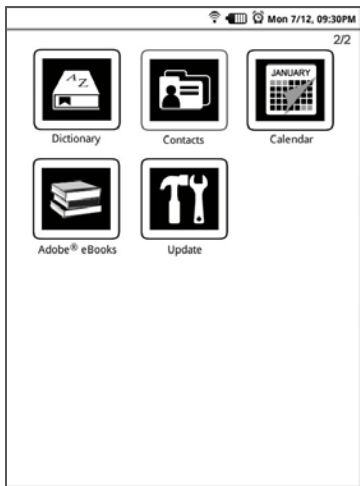 Mon 7/12, 09:30PM
2/2
A Z
JANUARY
Dictionary Contacts Calendar
Adobe® eBooks Update